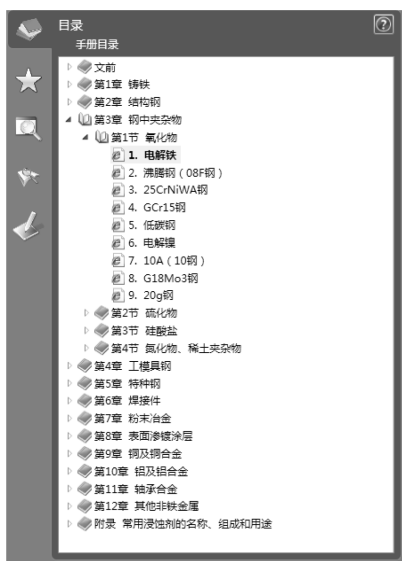 目录
手册目录
文前
第1章 铸铁
第2章 结构钢
第3章 钢中夹杂物
第1节 氧化物
1. 电解铁
2. 沸腾钢（08F钢）
3. 25CrNiWA钢
4. GCr15钢
5. 低碳钢
6. 电解镍
7. 10A（10钢）
8. G18Mo3钢
9. 20g钢
第2节 硫化物
第3节 硅酸盐
第4节 氮化物、稀土夹杂物
第4章 工模具钢
第5章 特种钢
第6章 焊接件
第7章 粉末冶金
第8章 表面渗镀涂层
第9章 铜及铜合金
第10章 铝及铝合金
第11章 轴承合金
第12章 其他非铁金属
附录 常用浸蚀剂的名称、组成和用途